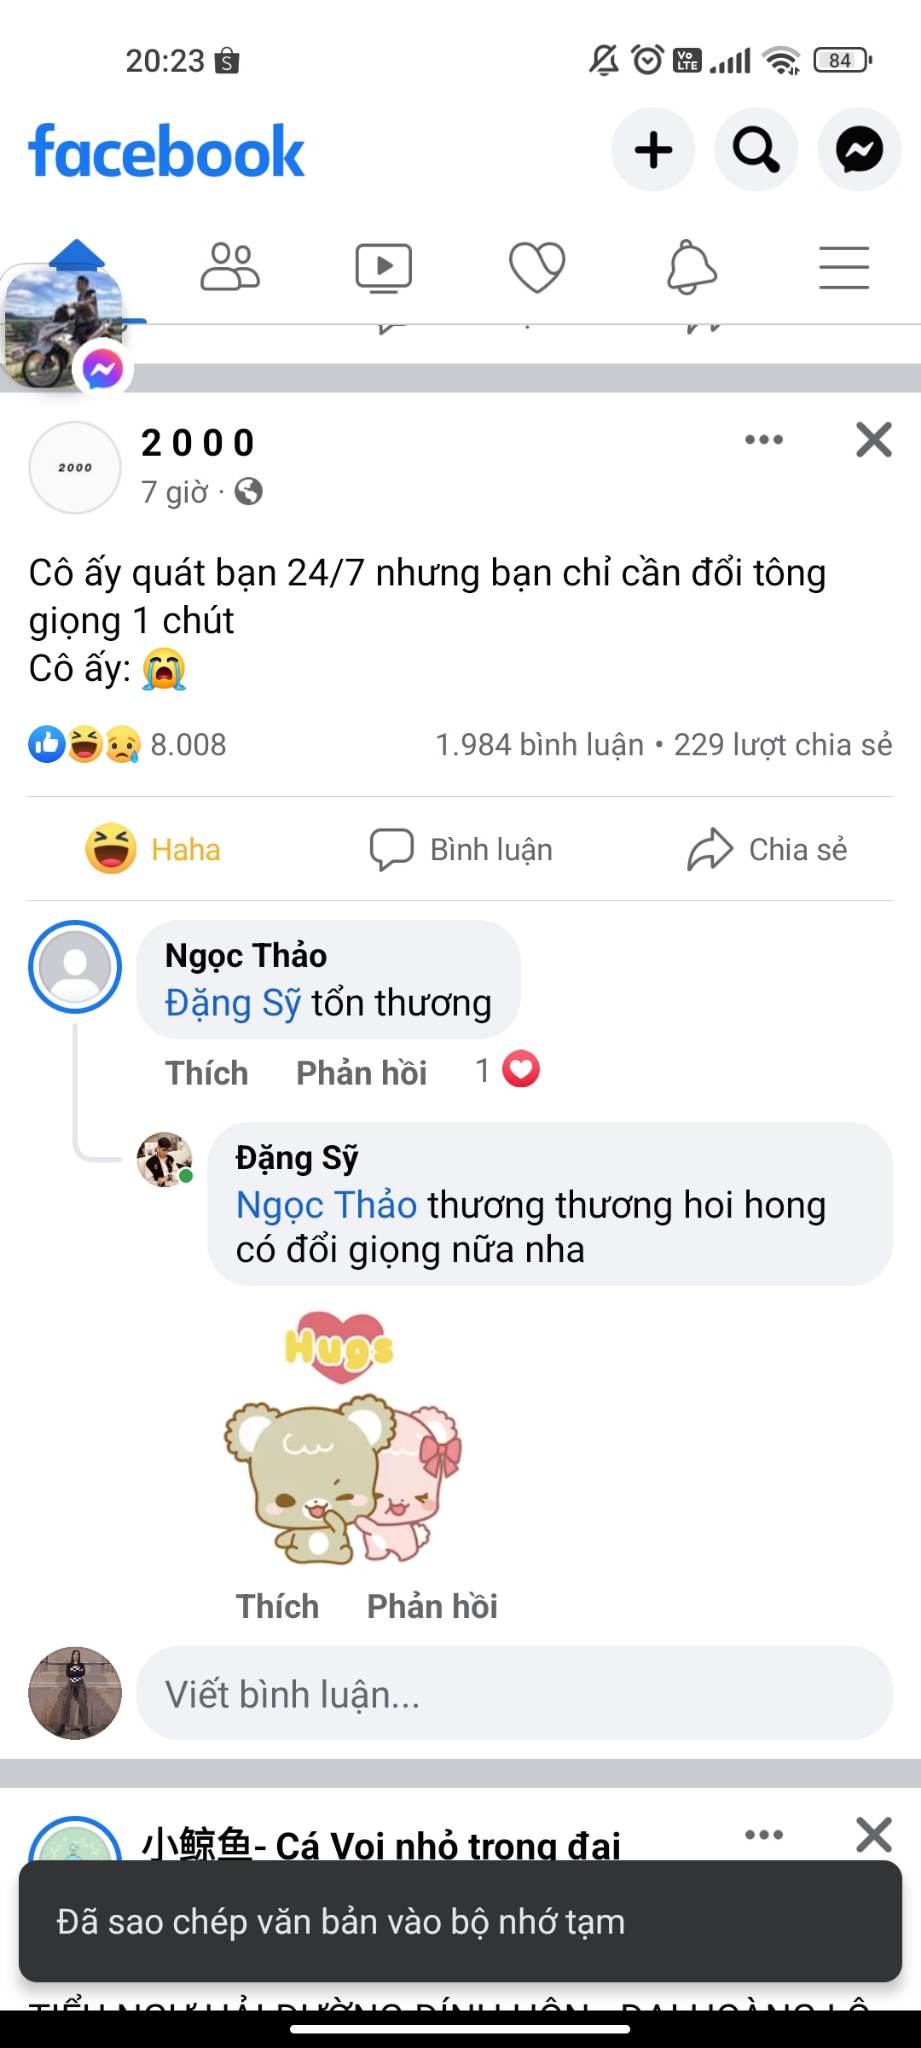 20:23
Vo LTE
84
facebook
2000
2 0 0 0
7 giờ ·
Cô ấy quát bạn 24/7 nhưng bạn chỉ cần đổi tông
giọng 1 chút
Cô ấy: 😭
8.008
1.984 bình luận • 229 lượt chia sẻ
Haha
Bình luận
Chia sẻ
Ngọc Thảo
Đặng Sỹ tổn thương
Thích Phản hồi 1
Đặng Sỹ
Ngọc Thảo thương thương hoi hong
có đổi giọng nữa nha
Hugs
Thích Phản hồi
Viết bình luận...
小鲸鱼- Cá Voi nhỏ trong đại
Đã sao chép văn bản vào bộ nhớ tạm